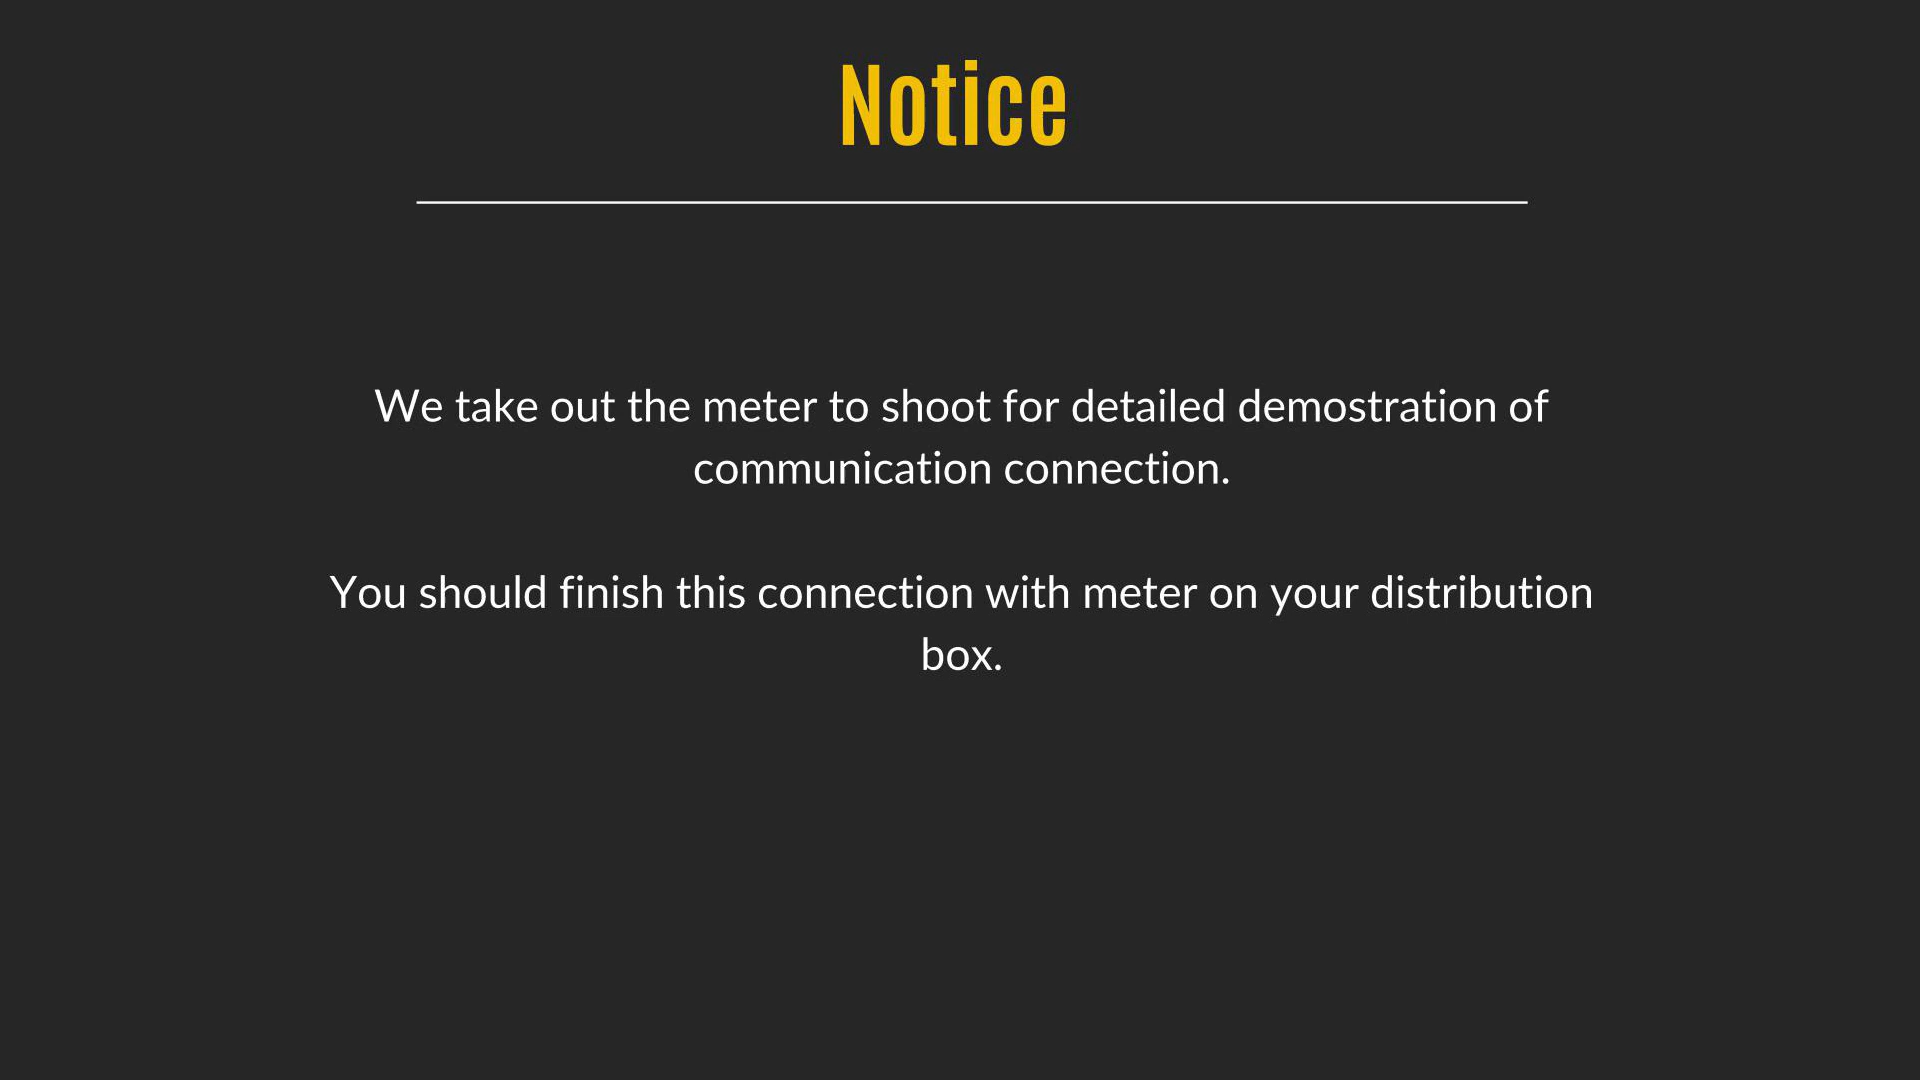 Notice
We take out the meter to shoot for detailed demostration of
communication connection.
You should finish this connection with meter on your distribution
box.